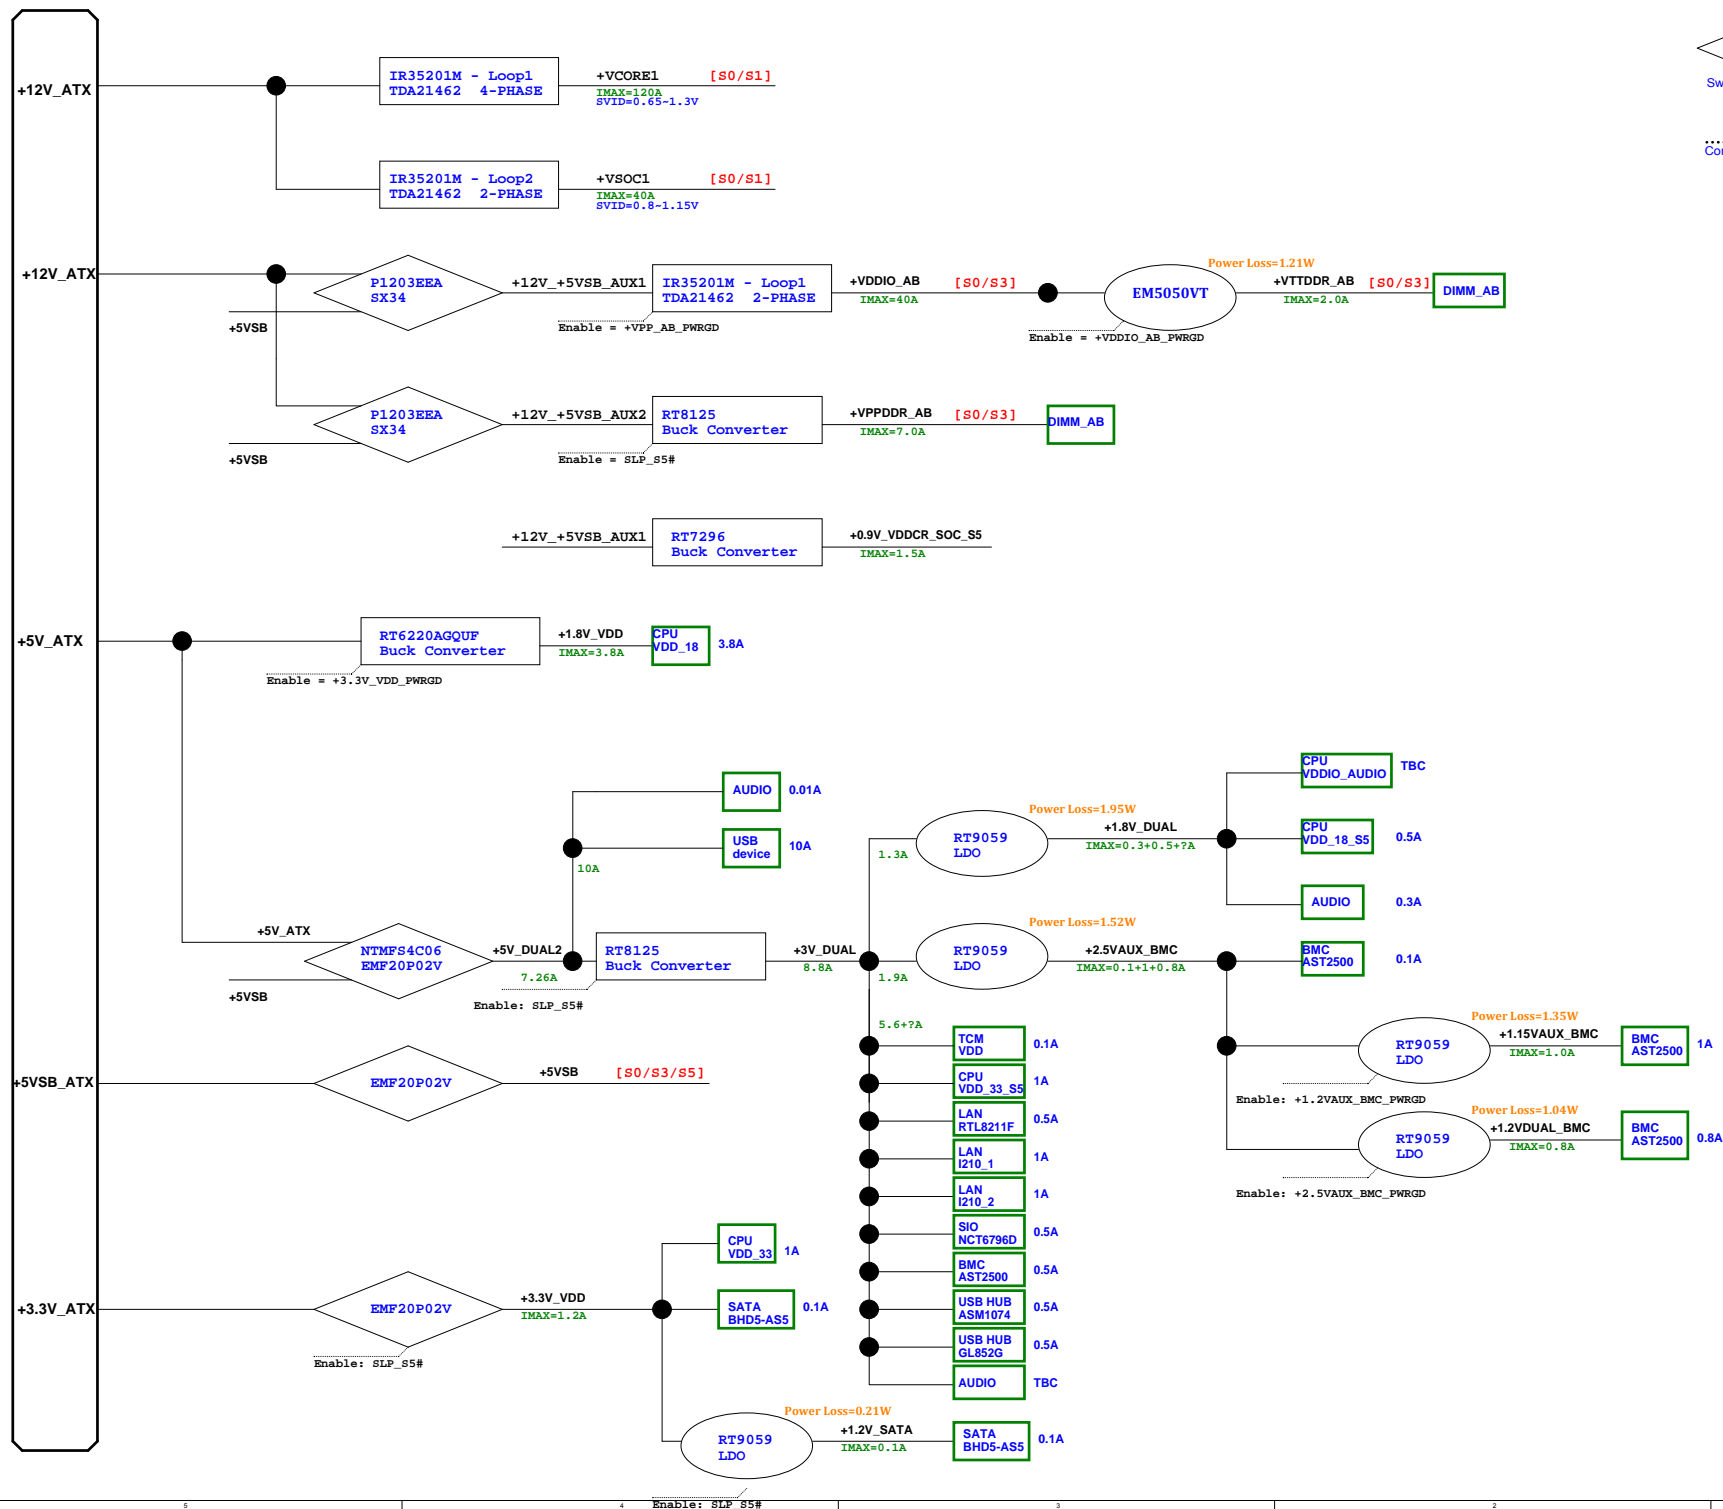 +12V_ATX
IR35201M - Loop1
TDA21462 4-PHASE
+VCORE1
[S0/S1]
IMAX=120A
SVID=0.65~1.3V
IR35201M - Loop2
TDA21462 2-PHASE
+VSOC1
[S0/S1]
IMAX=40A
SVID=0.8~1.15V
+12V_ATX
P1203EEA
SX34
+5VSB
+12V_+5VSB_AUX1
IR35201M - Loop1
TDA21462 2-PHASE
Enable = +VPP_AB_PWRGD
+VDDIO_AB
[S0/S3]
IMAX=40A
Power Loss=1.21W
EM5050VT
Enable = +VDDIO_AB_PWRGD
+VTTDDR_AB
[S0/S3]
IMAX=2.0A
DIMM_AB
P1203EEA
SX34
+5VSB
+12V_+5VSB_AUX2
RT8125
Buck Converter
Enable = SLP_S5#
+VPPDDR_AB
[S0/S3]
IMAX=7.0A
DIMM_AB
+12V_+5VSB_AUX1
RT7296
Buck Converter
+0.9V_VDDCR_SOC_S5
IMAX=1.5A
+5V_ATX
RT6220AGQUF
Buck Converter
Enable = +3.3V_VDD_PWRGD
+1.8V_VDD
IMAX=3.8A
CPU
VDD_18
3.8A
AUDIO
0.01A
USB
device
10A
10A
+5V_ATX
NTMFS4C06
EMF20P02V
+5VSB
+5V_DUAL2
7.26A
RT8125
Buck Converter
Enable: SLP_S5#
+3V_DUAL
8.8A
1.3A
Power Loss=1.95W
RT9059
LDO
+1.8V_DUAL
IMAX=0.3+0.5+?A
CPU
VDDIO_AUDIO
TBC
CPU
VDD_18_S5
0.5A
AUDIO
0.3A
1.9A
Power Loss=1.52W
RT9059
LDO
+2.5VAUX_BMC
IMAX=0.1+1+0.8A
BMC
AST2500
0.1A
Power Loss=1.35W
RT9059
LDO
+1.15VAUX_BMC
IMAX=1.0A
BMC
AST2500
1A
Enable: +1.2VAUX_BMC_PWRGD
Power Loss=1.04W
RT9059
LDO
+1.2VDUAL_BMC
IMAX=0.8A
BMC
AST2500
0.8A
Enable: +2.5VAUX_BMC_PWRGD
5.6+?A
TCM
VDD
0.1A
CPU
VDD_33_S5
1A
LAN
RTL8211F
0.5A
LAN
I210_1
1A
LAN
I210_2
1A
SIO
NCT6796D
0.5A
BMC
AST2500
0.5A
USB HUB
ASM1074
0.5A
USB HUB
GL852G
0.5A
AUDIO
TBC
+5VSB_ATX
EMF20P02V
+5VSB
[S0/S3/S5]
+3.3V_ATX
EMF20P02V
Enable: SLP_S5#
+3.3V_VDD
IMAX=1.2A
CPU
VDD_33
1A
SATA
BHD5-AS5
0.1A
Power Loss=0.21W
RT9059
LDO
+1.2V_SATA
IMAX=0.1A
SATA
BHD5-AS5
0.1A
Enable: SLP_S5#
5
4
3
2